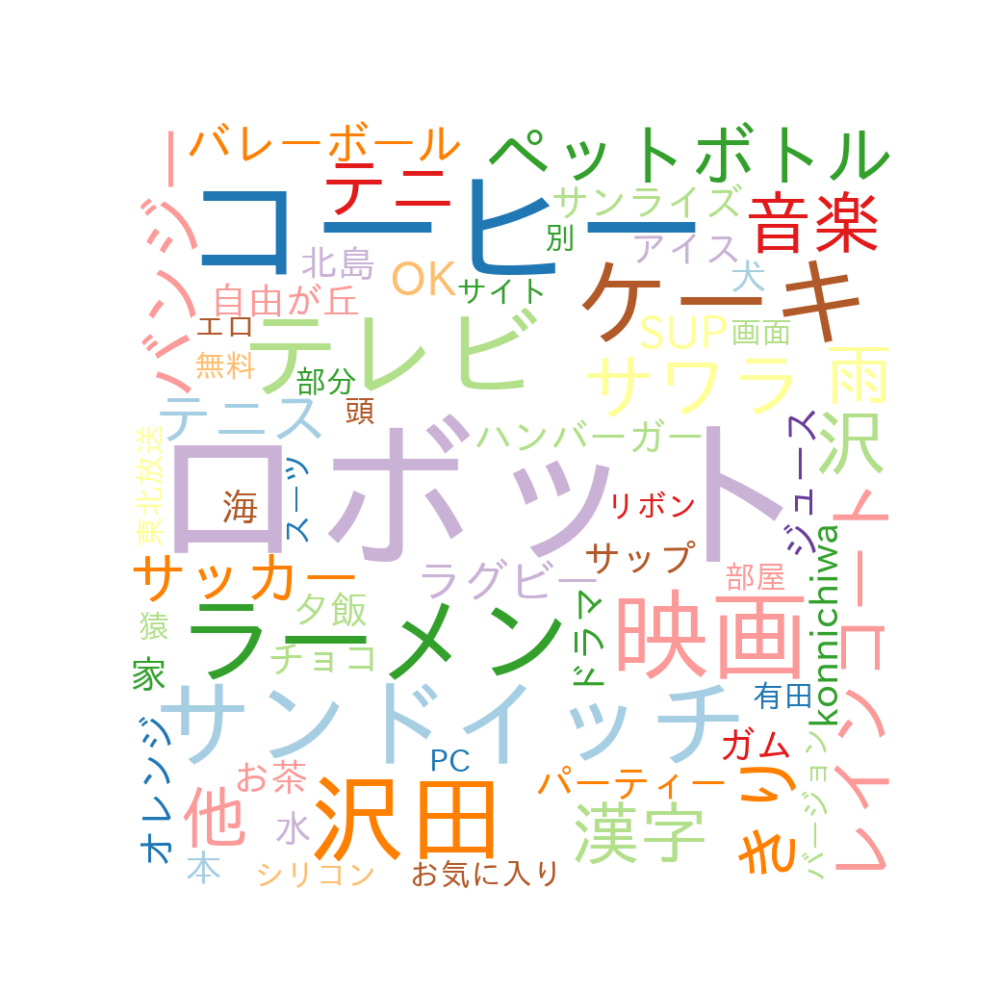 バレーボール
ペットボトル
テニ
コーヒー
サンライズ
音楽
バンジー
別
アイス
北島
OK
サイト
犬
ケーキ
自由が丘
エロ
テレビ
SUP
画面
無料
部分
サワラ
雨
テニス
頭
ハンバーガー
ジュース
沢
東北放送
スーツ
海
ロボット
リボン
レインコート
サッカー
ラグビー
サップ
部屋
konnichiwa
猿
夕飯
ラーメン
ドラマ
映画
家
チョコ
サンドイッチ
有田
オレンジ
PC
ガム
バージョン
お茶
他
水
沢田
パーティー
漢字
きり
本
シリコン
お気に入り